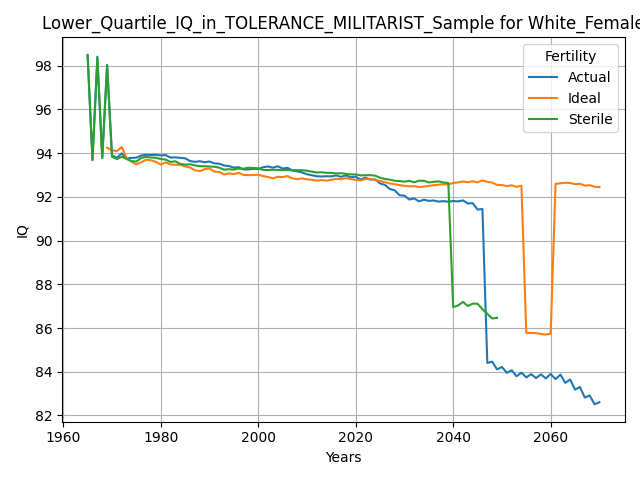 Lower_Quartile_IQ_in_TOLERANCE_MILITARIST_Sample for White_Female
Fertility
Actual
Ideal
Sterile
98
96
94
92
90
88
86
84
82
IQ
1960
1980
2000
2020
2040
2060
Years